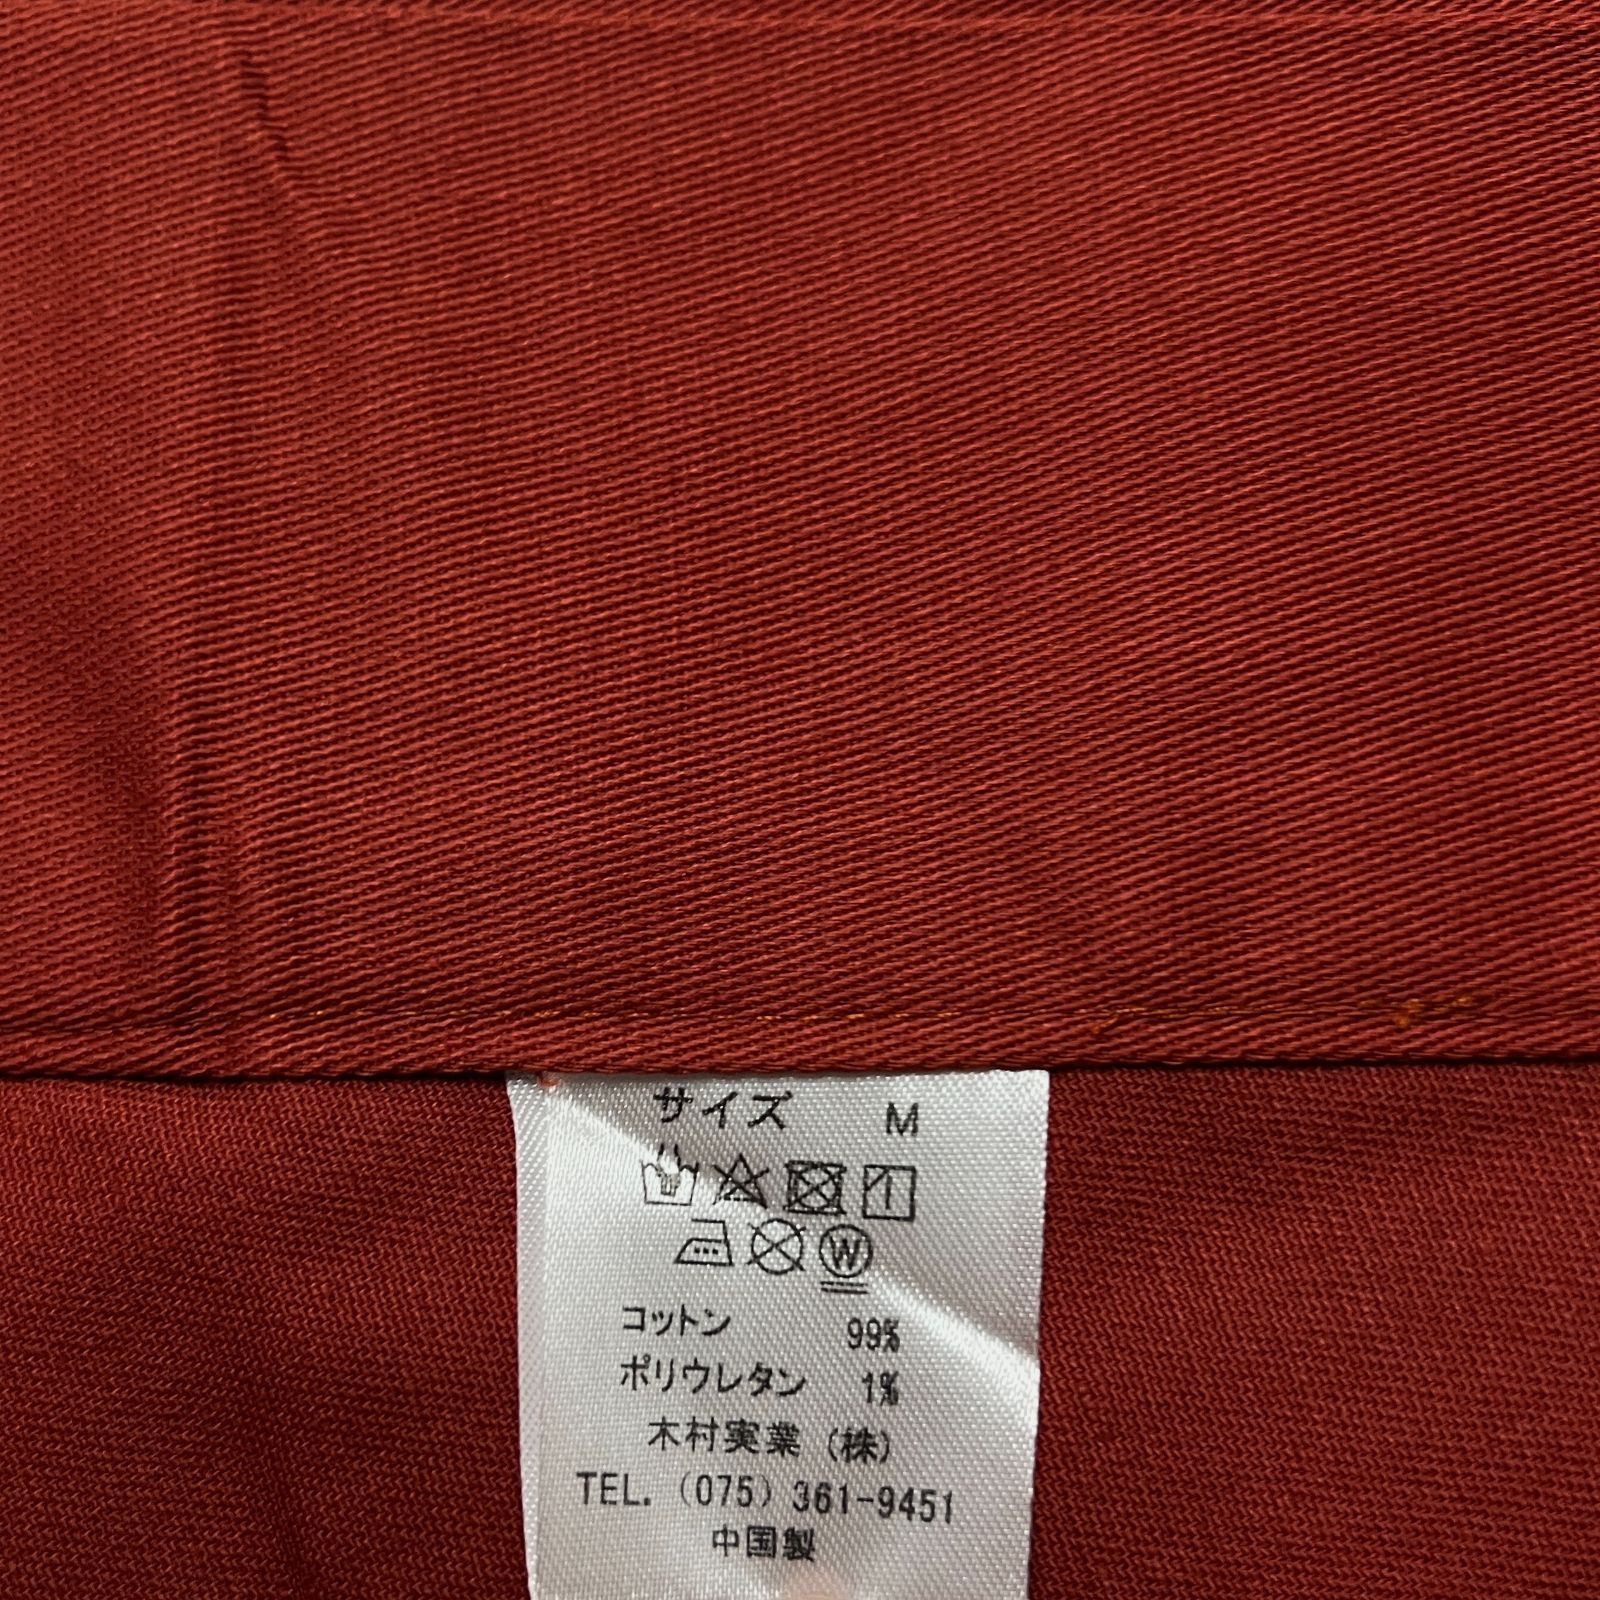 サイズ M
W
コットン 99%
ポリウレタン 1%
木村実業(株)
TEL.(075)361-9451
中国製